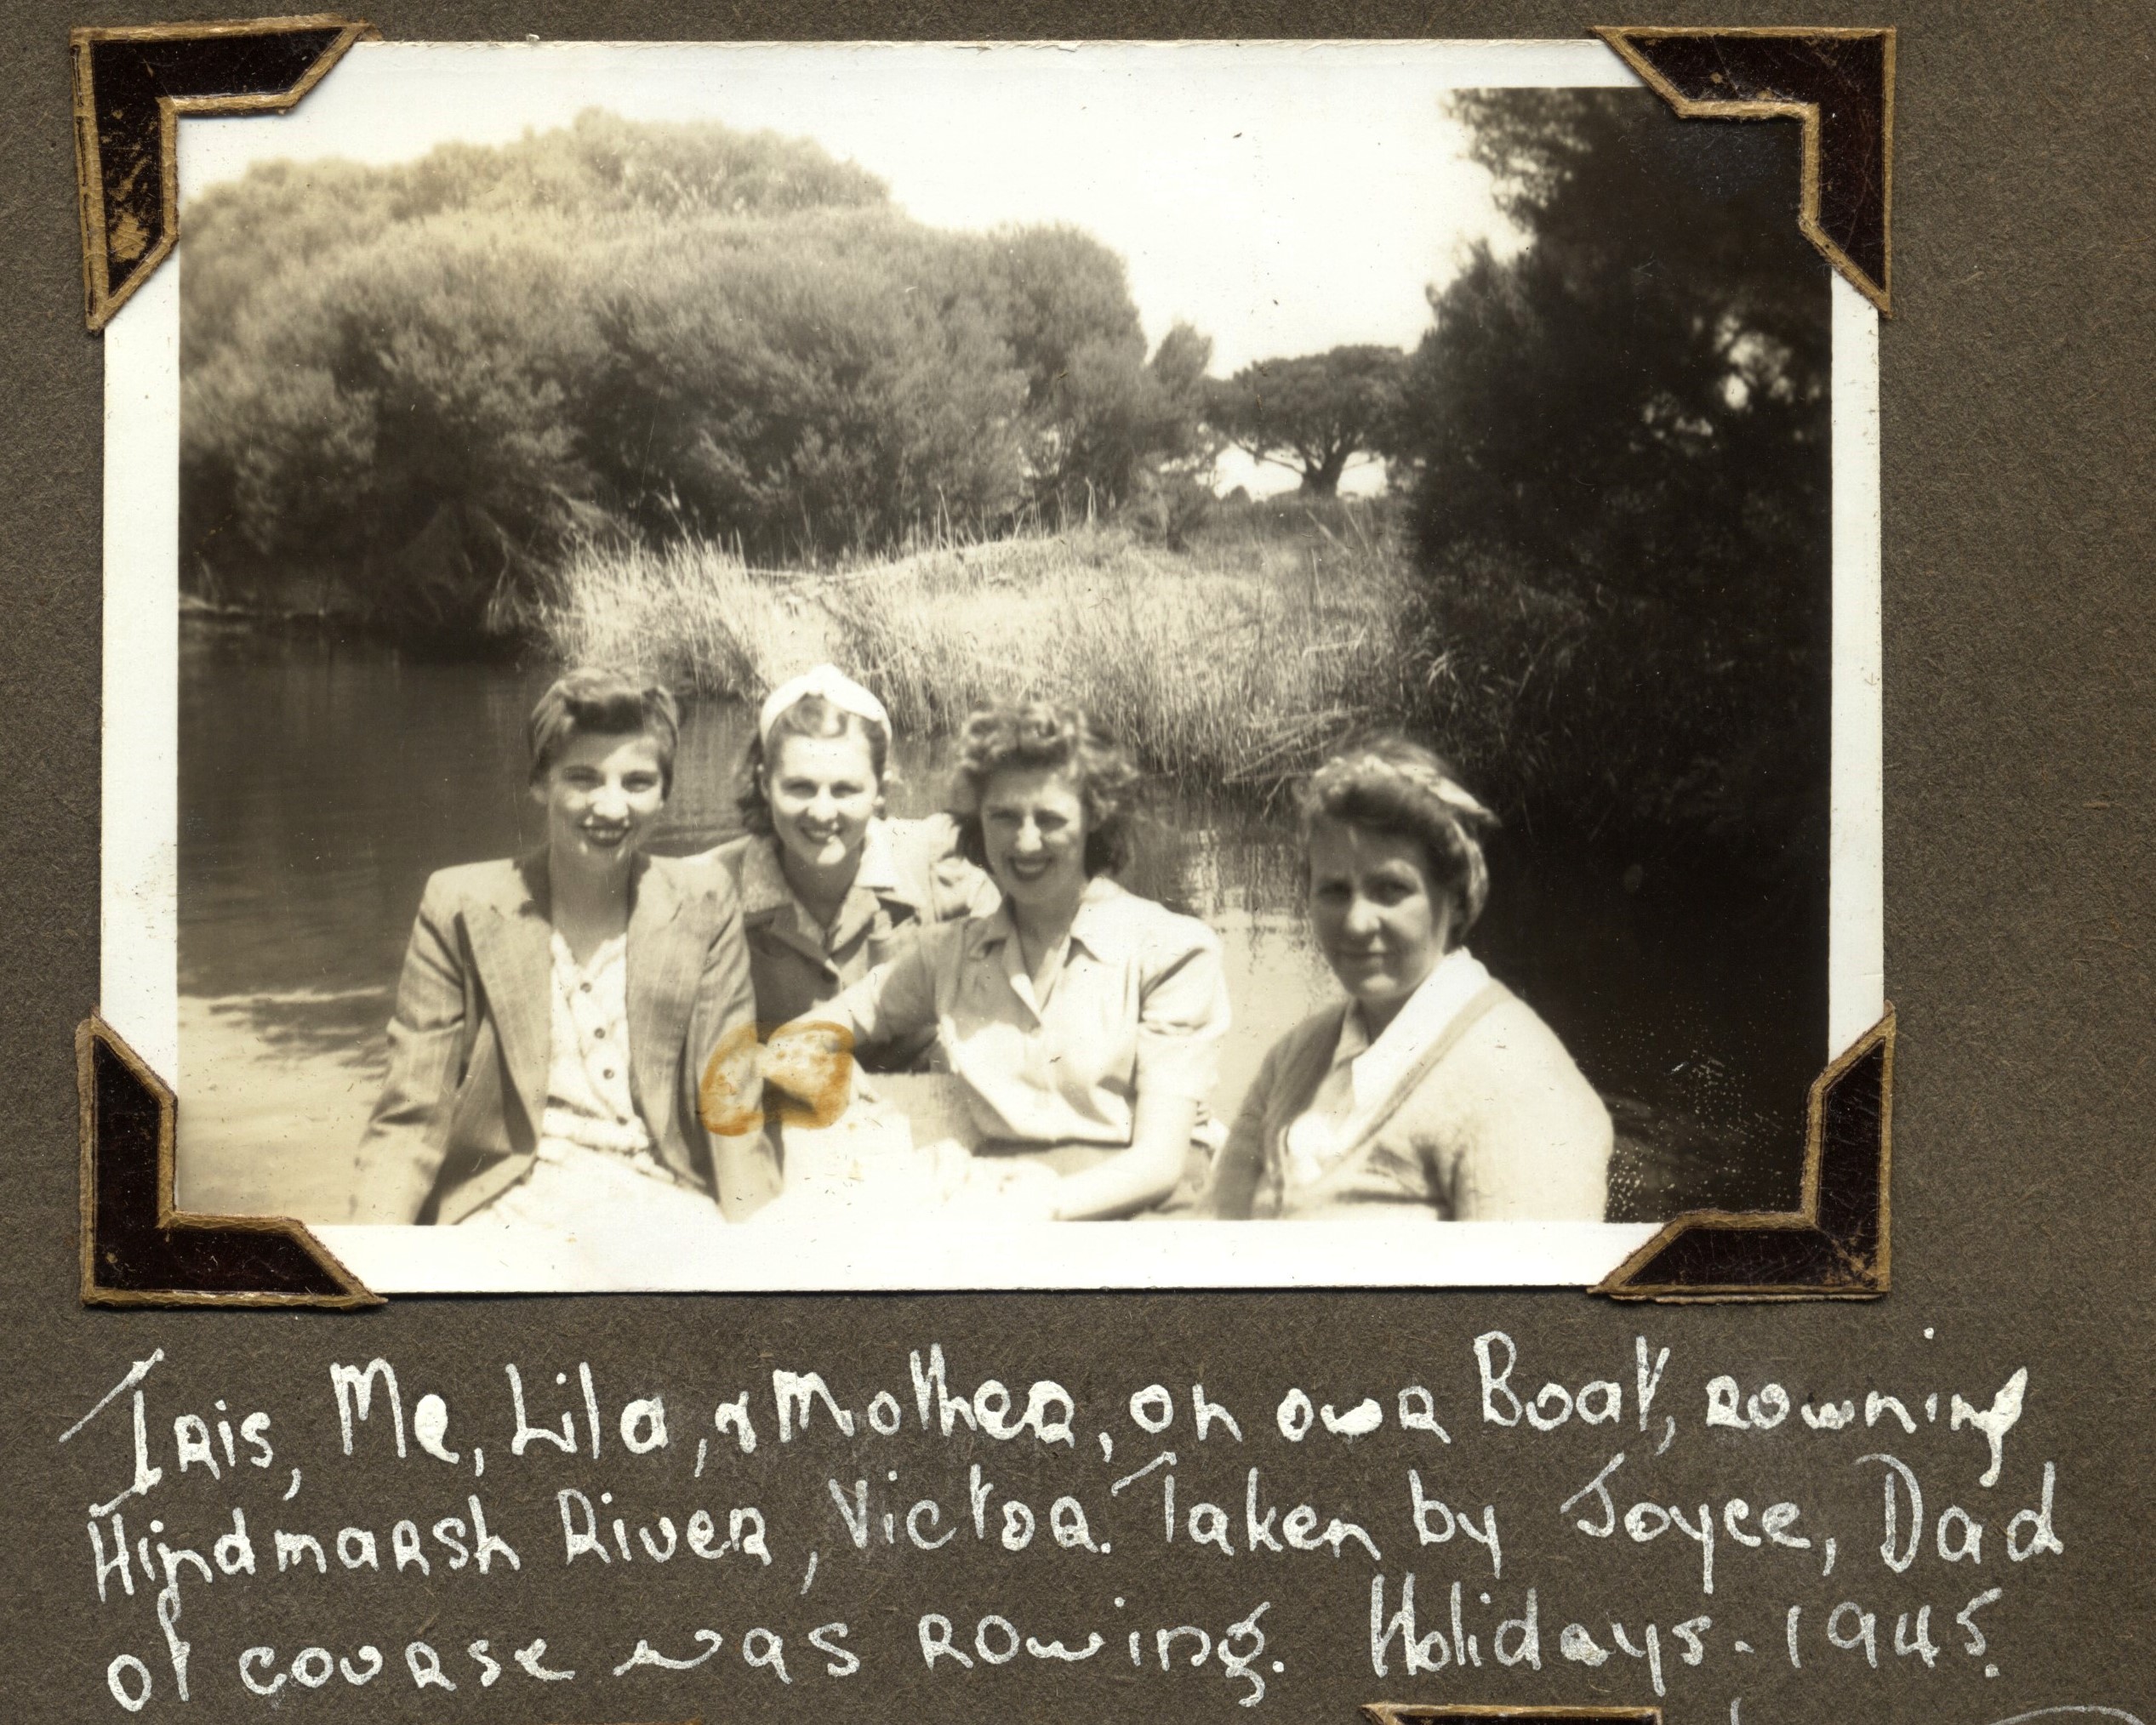 Iris, Me, Lila, & Mother, on our Boat, rowning
Hindmarsh River, Victor. Taken by Joyce, Dad
of course was rowing. Holidays - 1945.